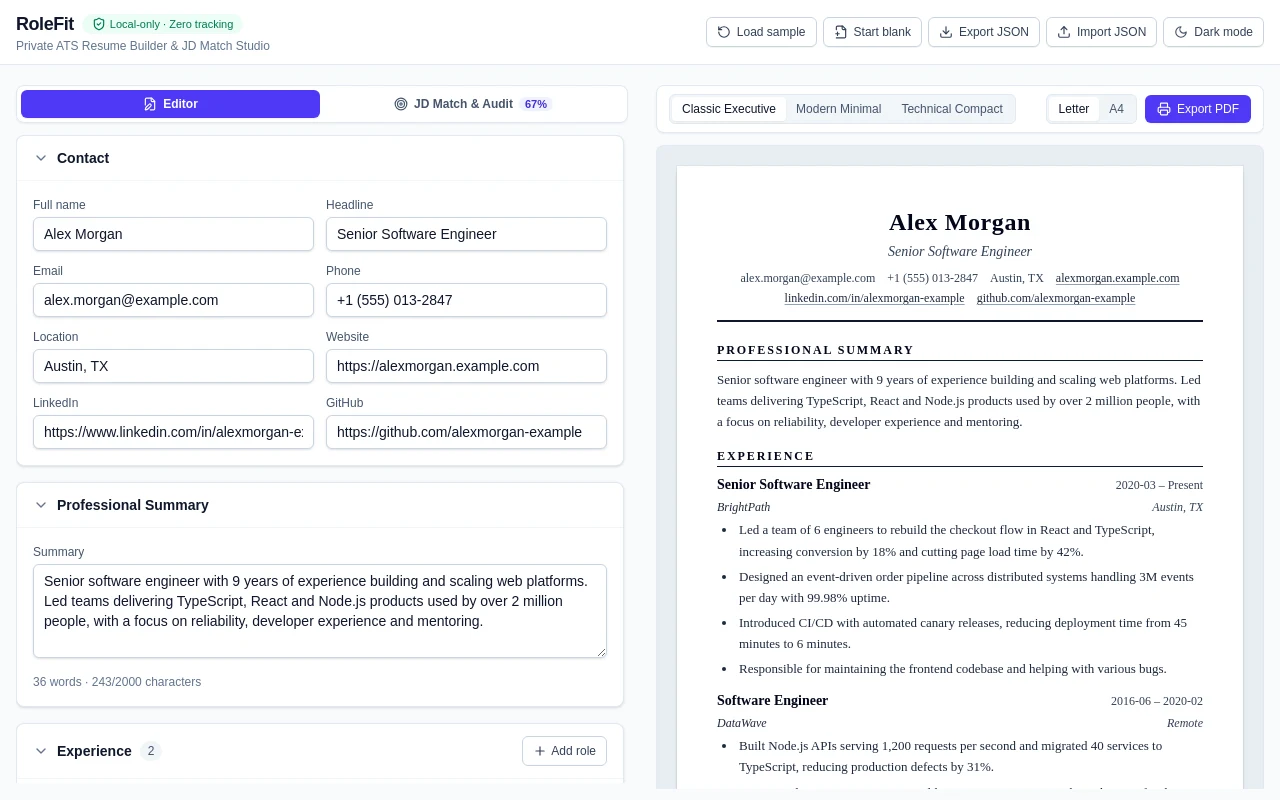 RoleFit
Local-only · Zero tracking
Private ATS Resume Builder & JD Match Studio
Load sample
Start blank
Export JSON
Import JSON
Dark mode
Editor
JD Match & Audit 67%
Contact
Full name
Alex Morgan
Headline
Senior Software Engineer
Email
alex.morgan@example.com
Phone
+1 (555) 013-2847
Location
Austin, TX
Website
https://alexmorgan.example.com
LinkedIn
https://www.linkedin.com/in/alexmorgan-e
GitHub
https://github.com/alexmorgan-example
Professional Summary
Summary
Senior software engineer with 9 years of experience building and scaling web platforms.
Led teams delivering TypeScript, React and Node.js products used by over 2 million
people, with a focus on reliability, developer experience and mentoring.
36 words · 243/2000 characters
Experience 2
Add role
Classic Executive
Modern Minimal
Technical Compact
Letter
A4
Export PDF
Alex Morgan
Senior Software Engineer
alex.morgan@example.com +1 (555) 013-2847 Austin, TX alexmorgan.example.com
linkedin.com/in/alexmorgan-example github.com/alexmorgan-example
PROFESSIONAL SUMMARY
Senior software engineer with 9 years of experience building and scaling web platforms. Led
teams delivering TypeScript, React and Node.js products used by over 2 million people, with
a focus on reliability, developer experience and mentoring.
EXPERIENCE
Senior Software Engineer 2020-03 – Present
BrightPath Austin, TX
• Led a team of 6 engineers to rebuild the checkout flow in React and TypeScript,
increasing conversion by 18% and cutting page load time by 42%.
• Designed an event-driven order pipeline across distributed systems handling 3M events
per day with 99.98% uptime.
• Introduced CI/CD with automated canary releases, reducing deployment time from 45
minutes to 6 minutes.
• Responsible for maintaining the frontend codebase and helping with various bugs.
Software Engineer 2016-06 – 2020-02
DataWave Remote
• Built Node.js APIs serving 1,200 requests per second and migrated 40 services to
TypeScript, reducing production defects by 31%.